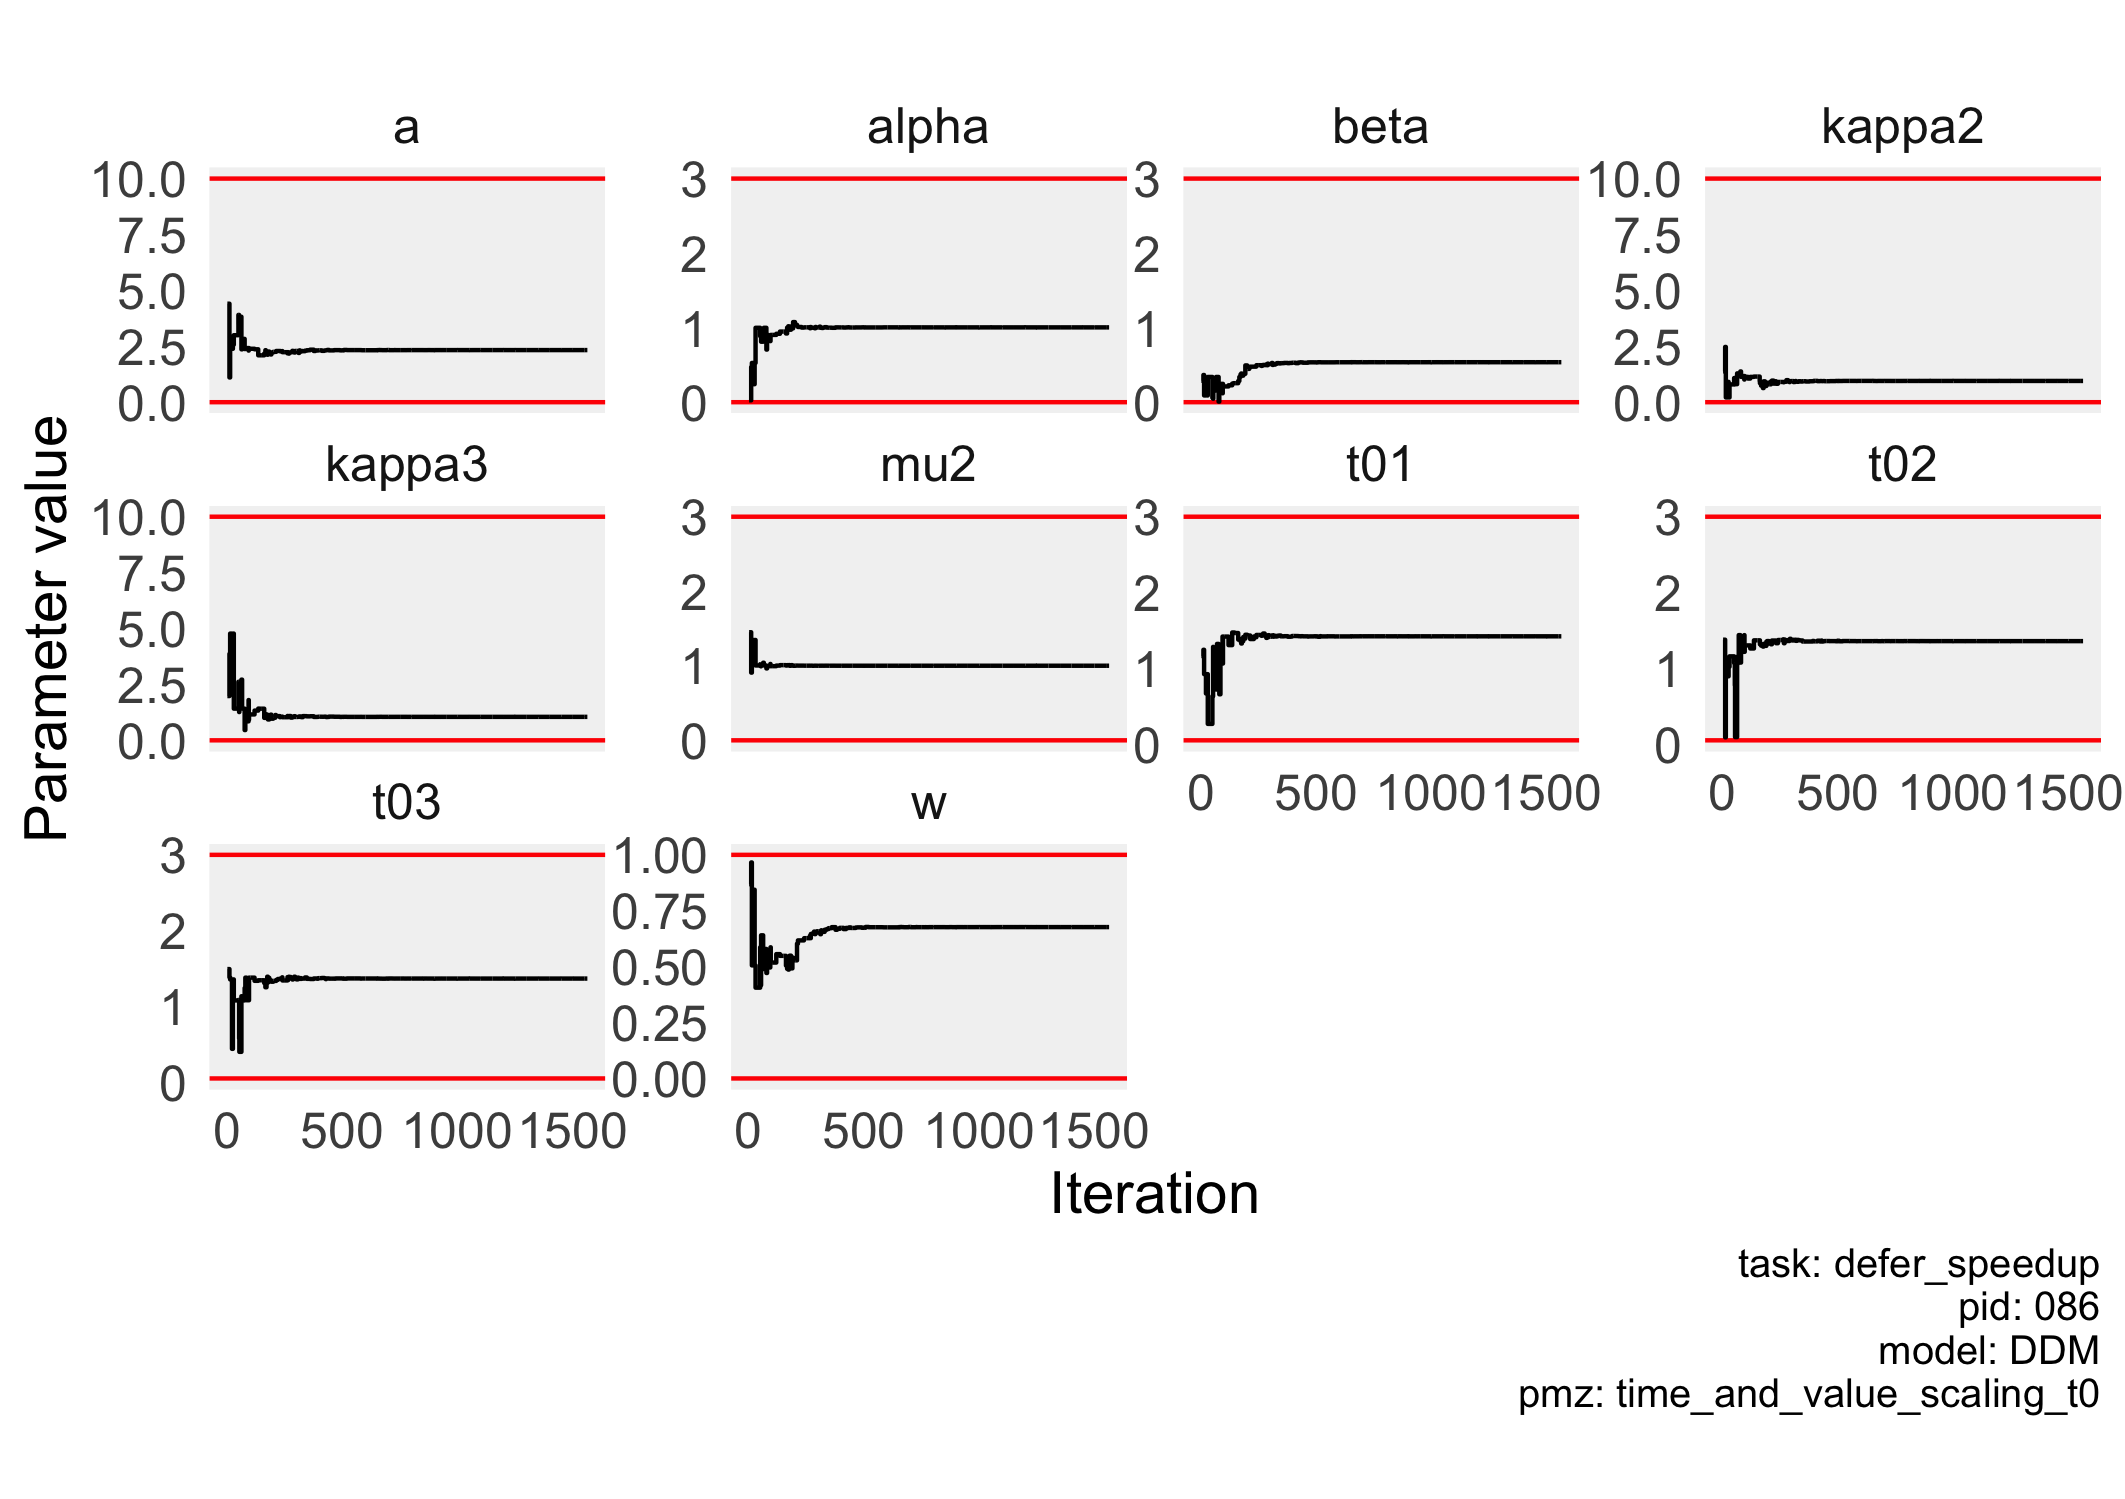 a
alpha
beta
kappa2
10.0
7.5
5.0
2.5
0.0
3
2
1
0
3
2
1
0
10.0
7.5
5.0
2.5
0.0
kappa3
mu2
t01
t02
10.0
7.5
5.0
2.5
0.0
3
2
1
0
3
2
1
0
3
2
1
0
0 500 1000 1500
0 500 1000 1500
t03
w
3
2
1
0
1.00
0.75
0.50
0.25
0.00
0 500 1000 1500
0 500 1000 1500
Parameter value
Iteration
task: defer_speedup
pid: 086
model: DDM
pmz: time_and_value_scaling_t0